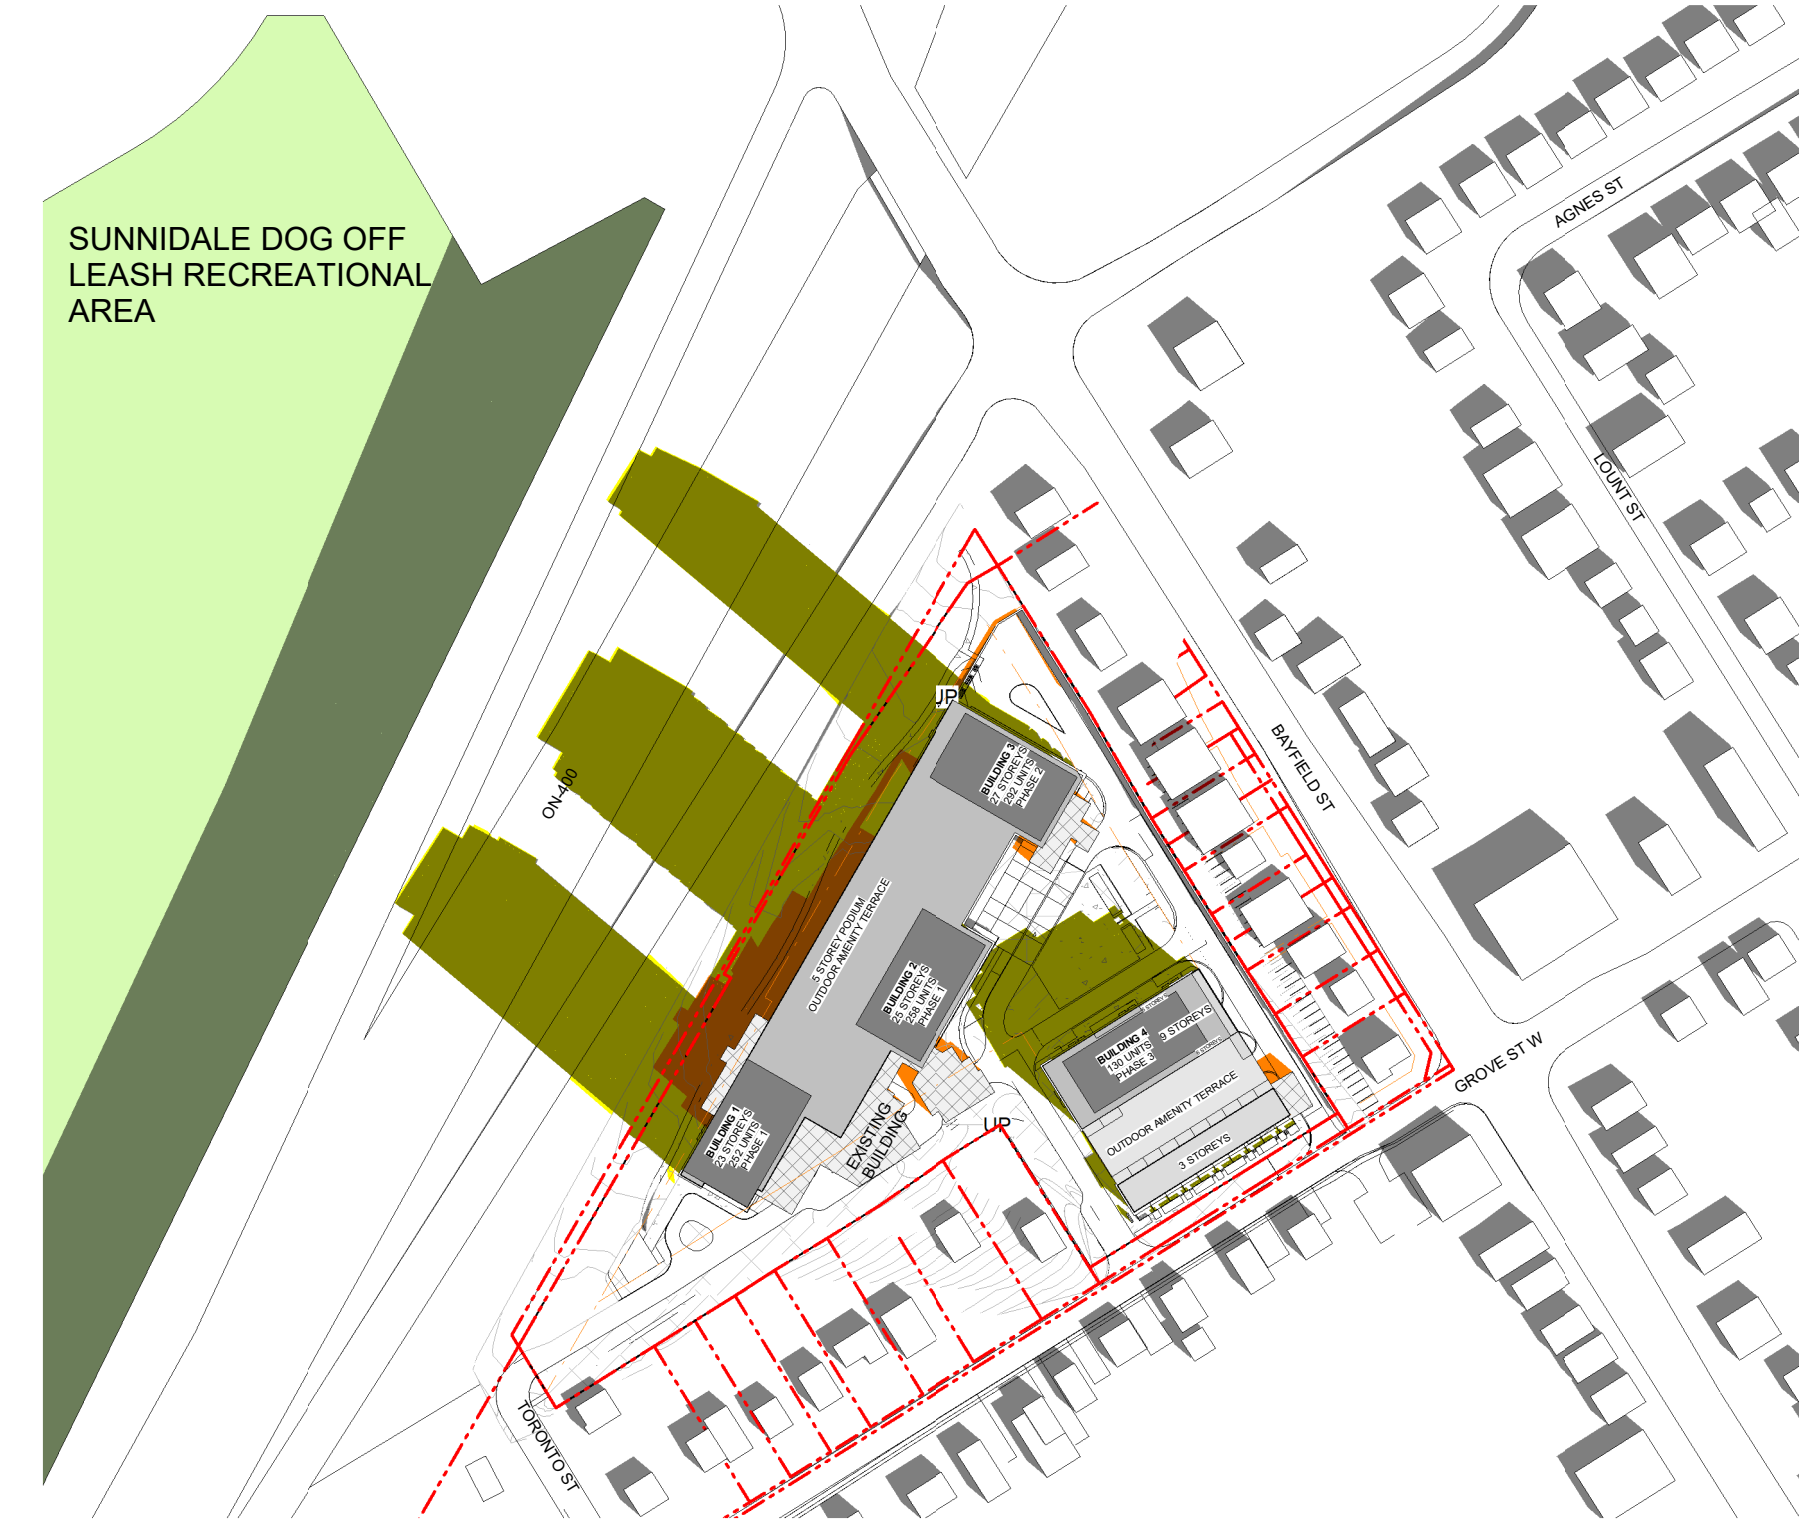 SUNNIDALE DOG OFF
LEASH RECREATIONAL
AREA
AGNES ST
LOUNT ST
BAYFIELD ST
GROVE ST W
TORONTO ST
ON-400
UP
BUILDING 3
27 STOREYS
292 UNITS
PHASE 2
5 STOREY PODIUM
OUTDOOR AMENITY TERRACE
BUILDING 2
25 STOREYS
258 UNITS
PHASE 1
BUILDING 1
23 STOREYS
252 UNITS
PHASE 1
EXISTING
BUILDING
UP
BUILDING 4
130 UNITS
PHASE 3
9 STOREYS
OUTDOOR AMENITY TERRACE
3 STOREYS